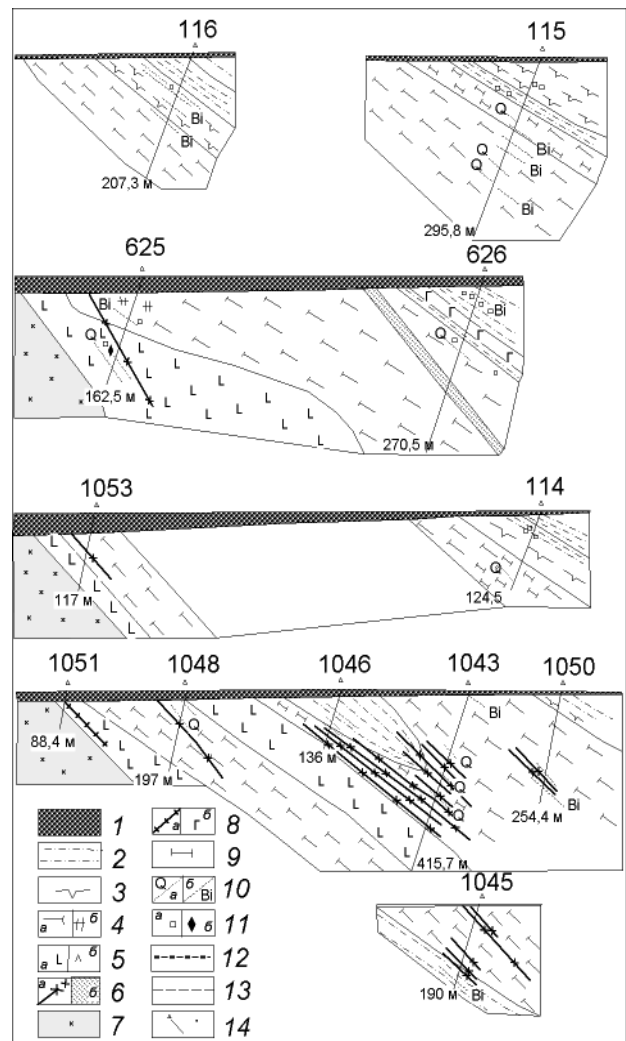 116 115
Bi
Bi
207,3 м
Q
Q
Q
Bi
Bi
Bi
295,8 м
625 626
L Bi
L Q L
L L
L L L L L
L L L L
L L L
162,5 м
Г Bi
Г
Q Г
Г
270,5 м
1053 114
L
L
L
L
117 м
Q
124,5
1051 1048 1046 1043 1050
88,4 м
L
L Q
L
L
L
197 м
L
L
L
136 м
L L
L L
L L
L
Bi
Q
Q
Q
415,7 м
254,4 м
Bi
1045
190 м
Bi
1 а б Г 8
2 9
3 Q а б Bi 10
а б 4 а б 11
а L б 5 12
а б 6 13
7 14